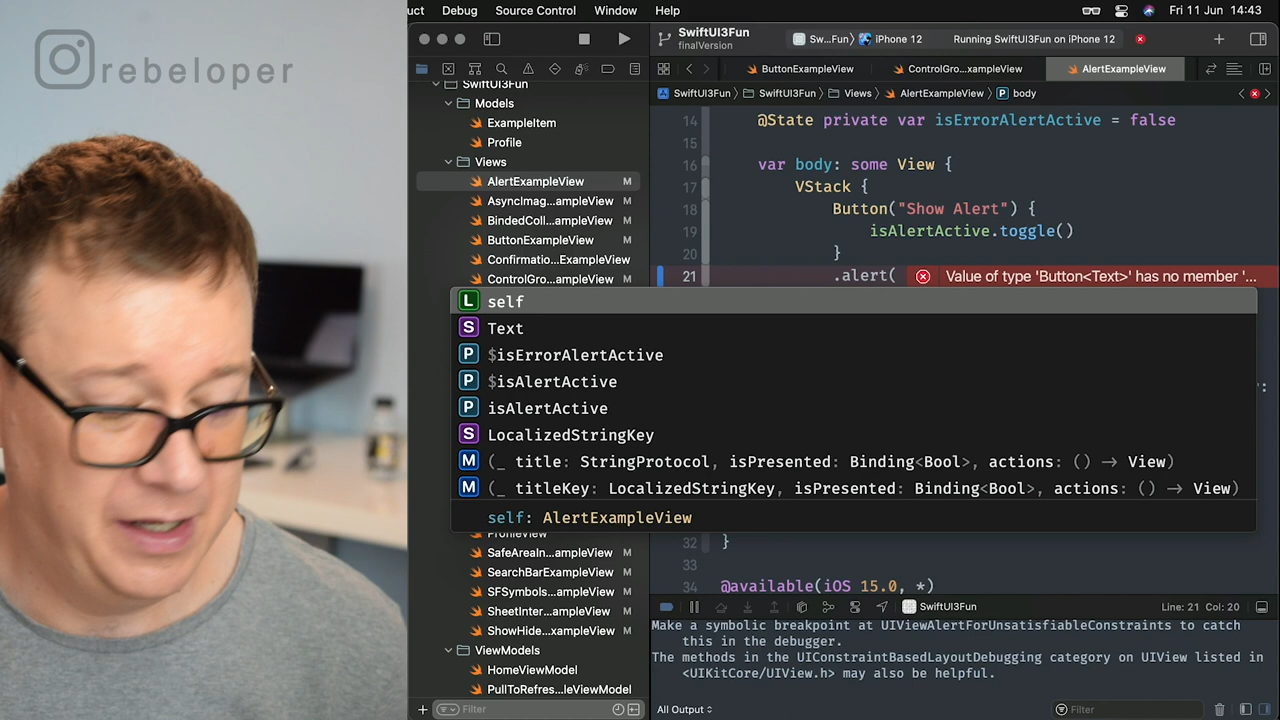 uct Debug Source Control Window Help Fri 11 Jun 14:43
rebeloper
SwiftUI3Fun
finalVersion
Sw...Fun⟩ iPhone 12 Running SwiftUI3Fun on iPhone 12
ButtonExampleView ControlGro...xampleView AlertExampleView
SwiftUI3Fun⟩ SwiftUI3Fun⟩ Views⟩ AlertExampleView⟩ P body
SwiftUI3Fun
Models
ExampleItem
Profile
Views
AlertExampleView M
AsyncImag...ampleView M
BindedColl...ampleView M
ButtonExampleView M
Confirmatio...ExampleView
ControlGro...ampleView M
14 @State private var isErrorAlertActive = false
15
16 var body: some View {
17 VStack {
18 Button("Show Alert") {
19 isAlertActive.toggle()
20 }
21 .alert( Value of type 'Button<Text>' has no member '...
L self
S Text
P $isErrorAlertActive
P $isAlertActive
P isAlertActive
S LocalizedStringKey
M (_ title: StringProtocol, isPresented: Binding<Bool>, actions: () → View)
M (_ titleKey: LocalizedStringKey, isPresented: Binding<Bool>, actions: () → View)
self: AlertExampleView
ProfileView
SafeAreaIn...ampleView M
SearchBarExampleView M
SFSymbols...ampleView M
SheetInter...ampleView M
ShowHide...xampleView M
ViewModels
HomeViewModel M
PullToRefres...leViewModel
Filter
32 }
33
34 @available(iOS 15.0, *)
SwiftUI3Fun Line: 21 Col: 20
Make a symbolic breakpoint at UIViewAlertForUnsatisfiableConstraints to catch
this in the debugger.
The methods in the UIConstraintBasedLayoutDebugging category on UIView listed in
<UIKitCore/UIView.h> may also be helpful.
All Output Filter